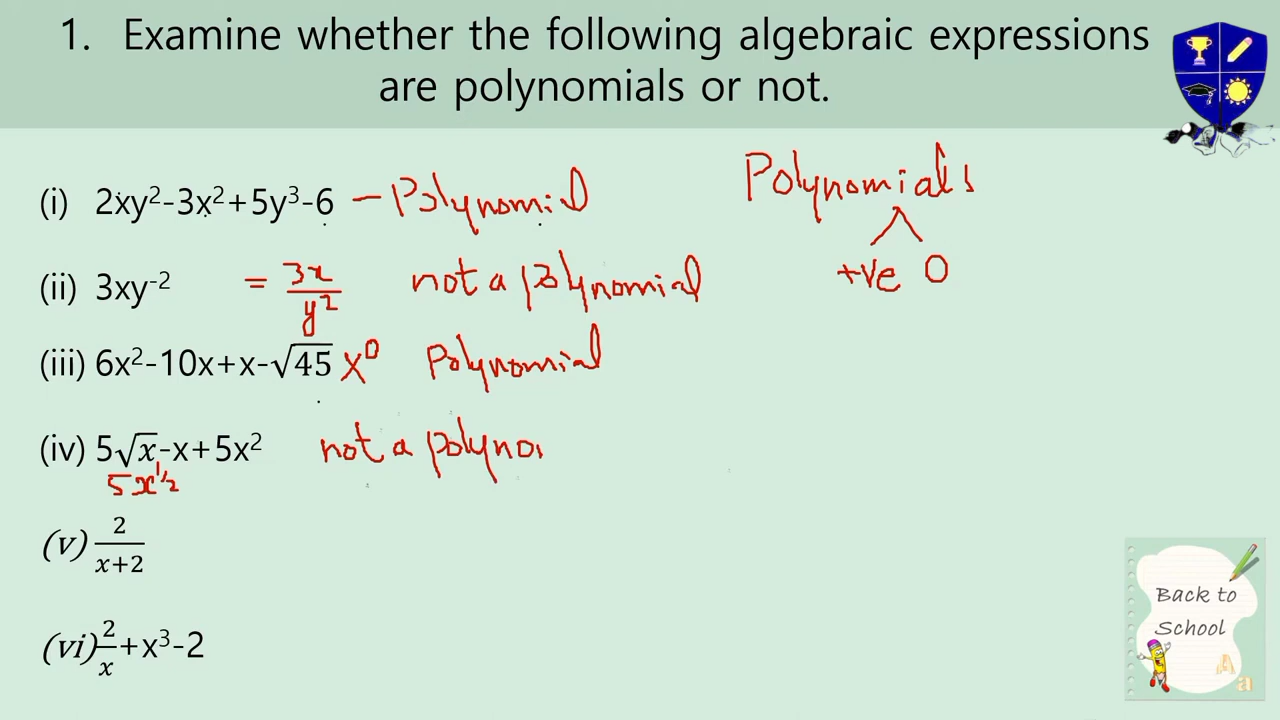 1. Examine whether the following algebraic expressions
are polynomials or not.
Polynomials
+ve 0
(i) 2xy²-3x²+5y³-6 – Polynomial
(ii) 3xy⁻² = 3x/y² not a polynomial
(iii) 6x²-10x+x-√45 x⁰ Polynomial
(iv) 5√x-x+5x² not a polyno
5x^1/2
(v) 2/x+2
(vi) 2/x+x³-2
Back to
School
A
a